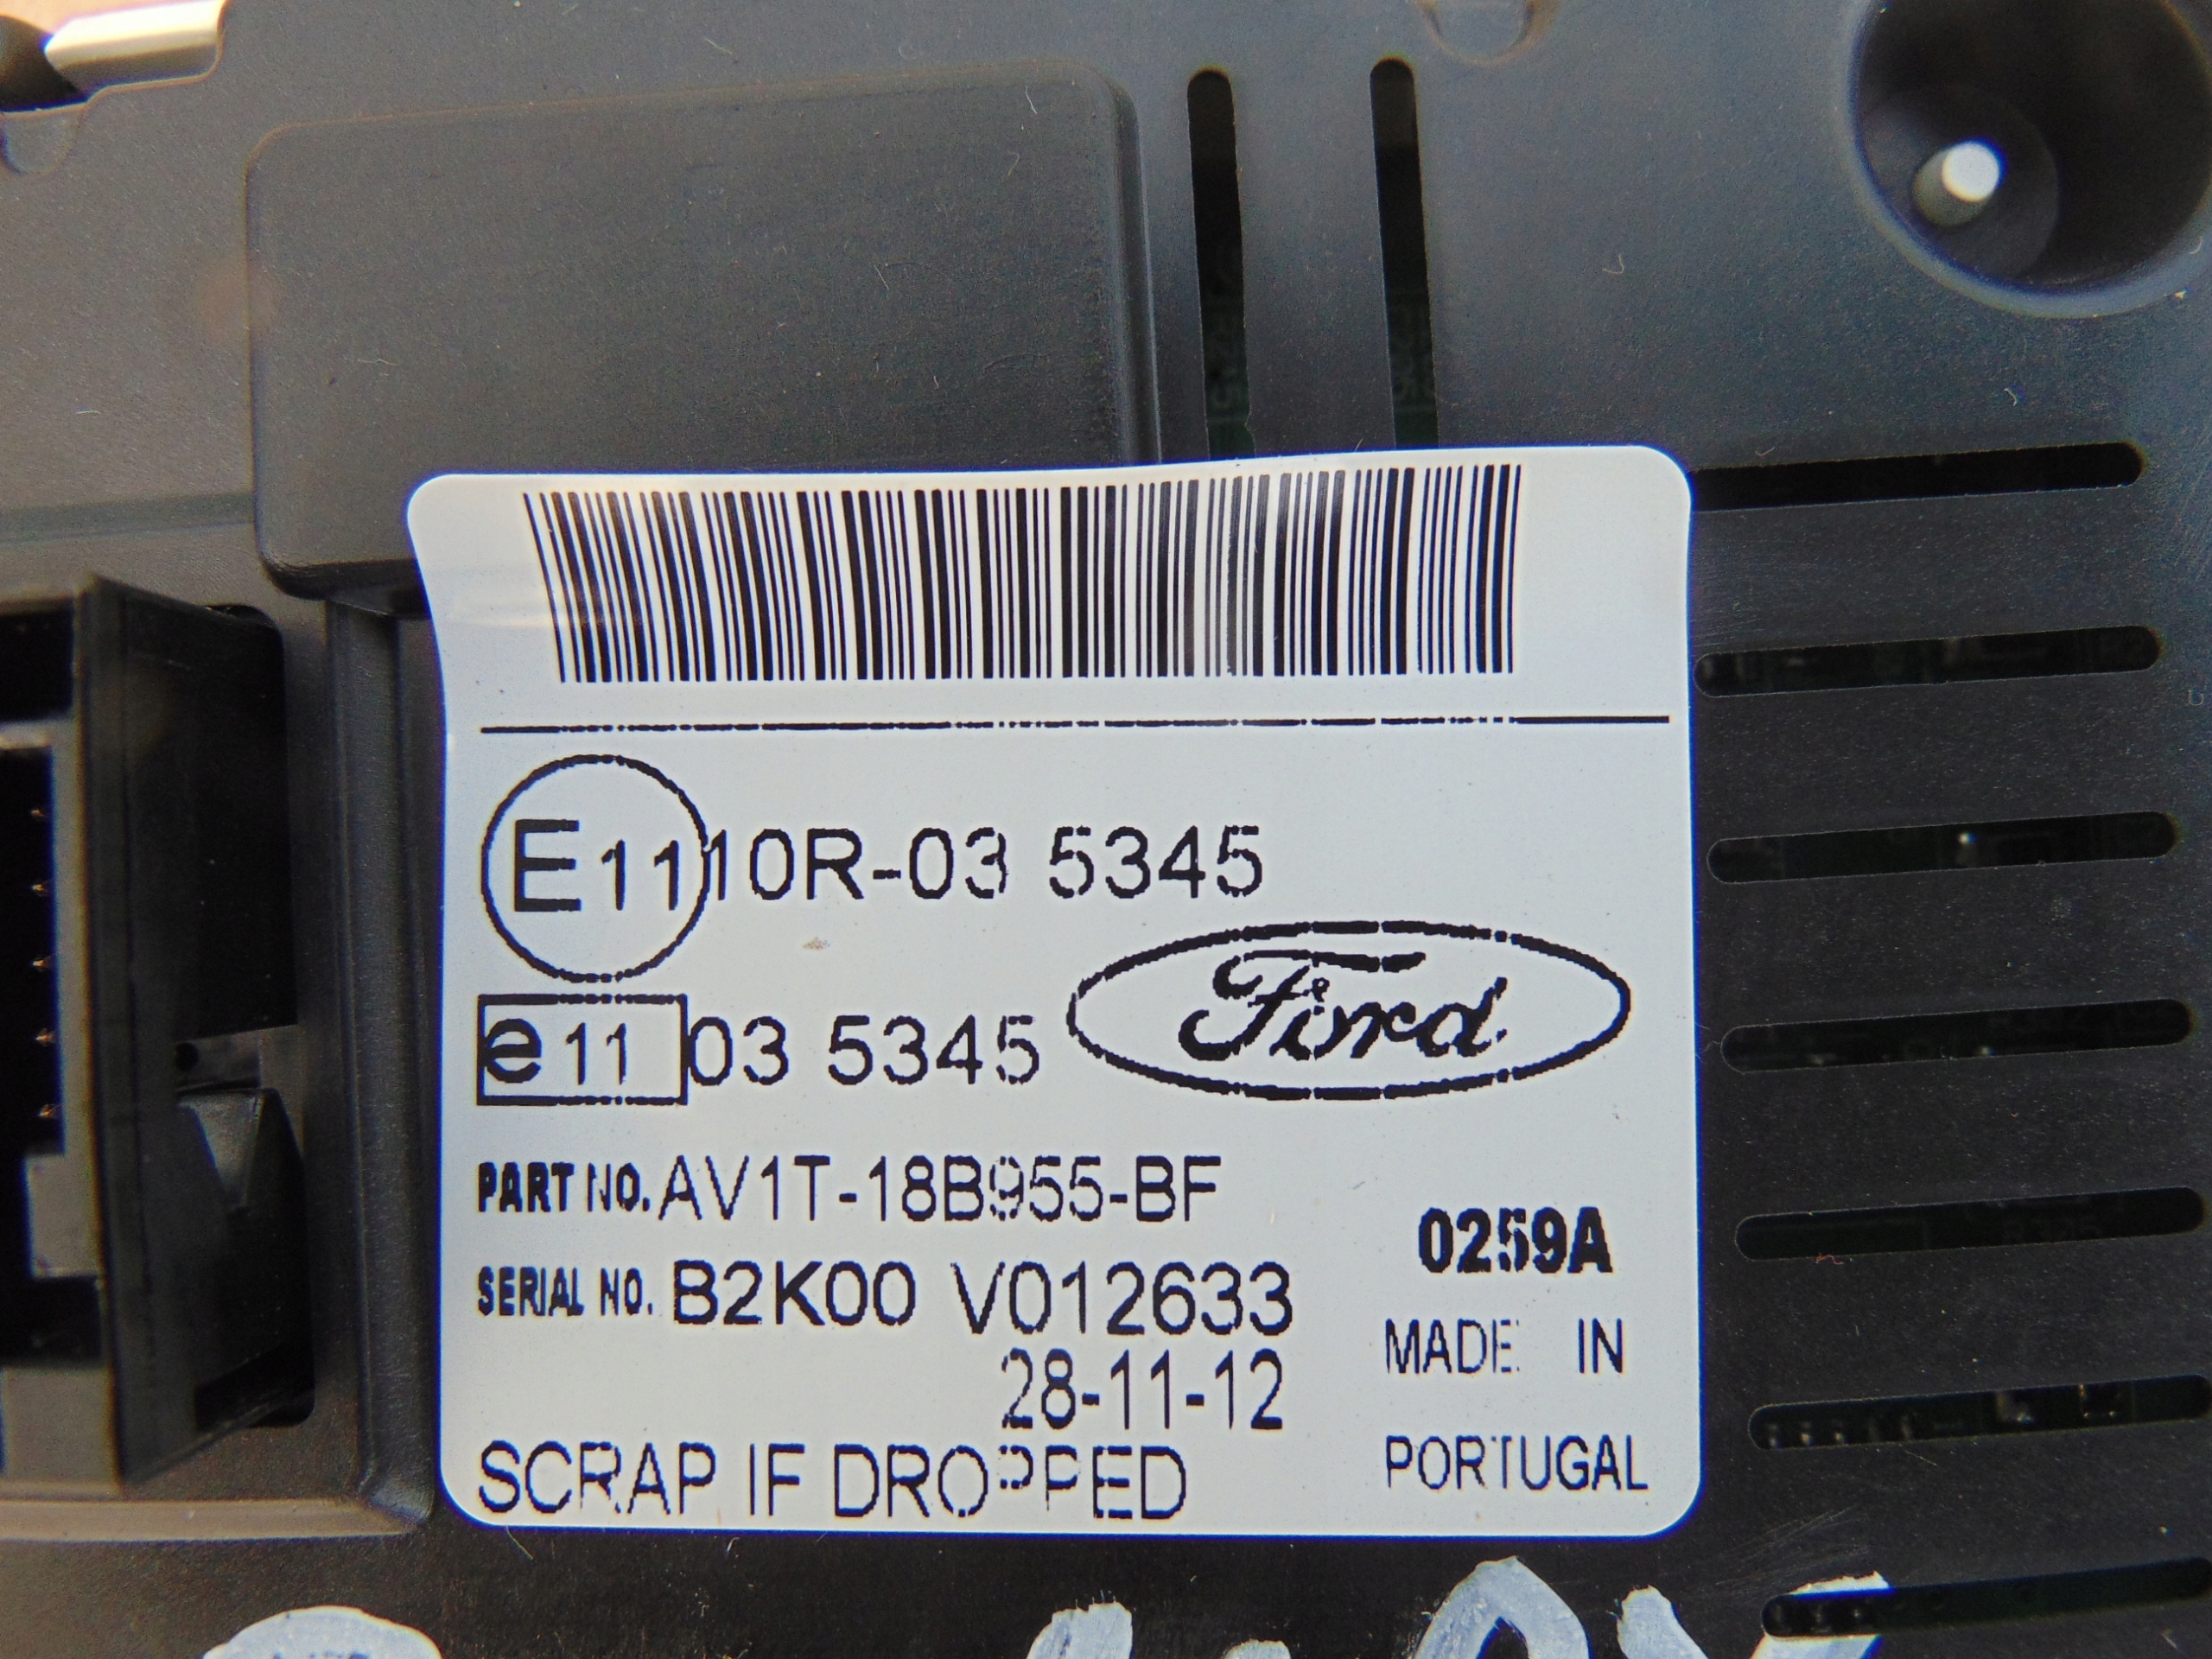 E11 10R-03 5345
e11 03 5345
Ford
PART NO. AV1T-18B955-BF
0259A
SERIAL NO. B2K00 V012633
MADE IN
28-11-12
PORTUGAL
SCRAP IF DROPPED